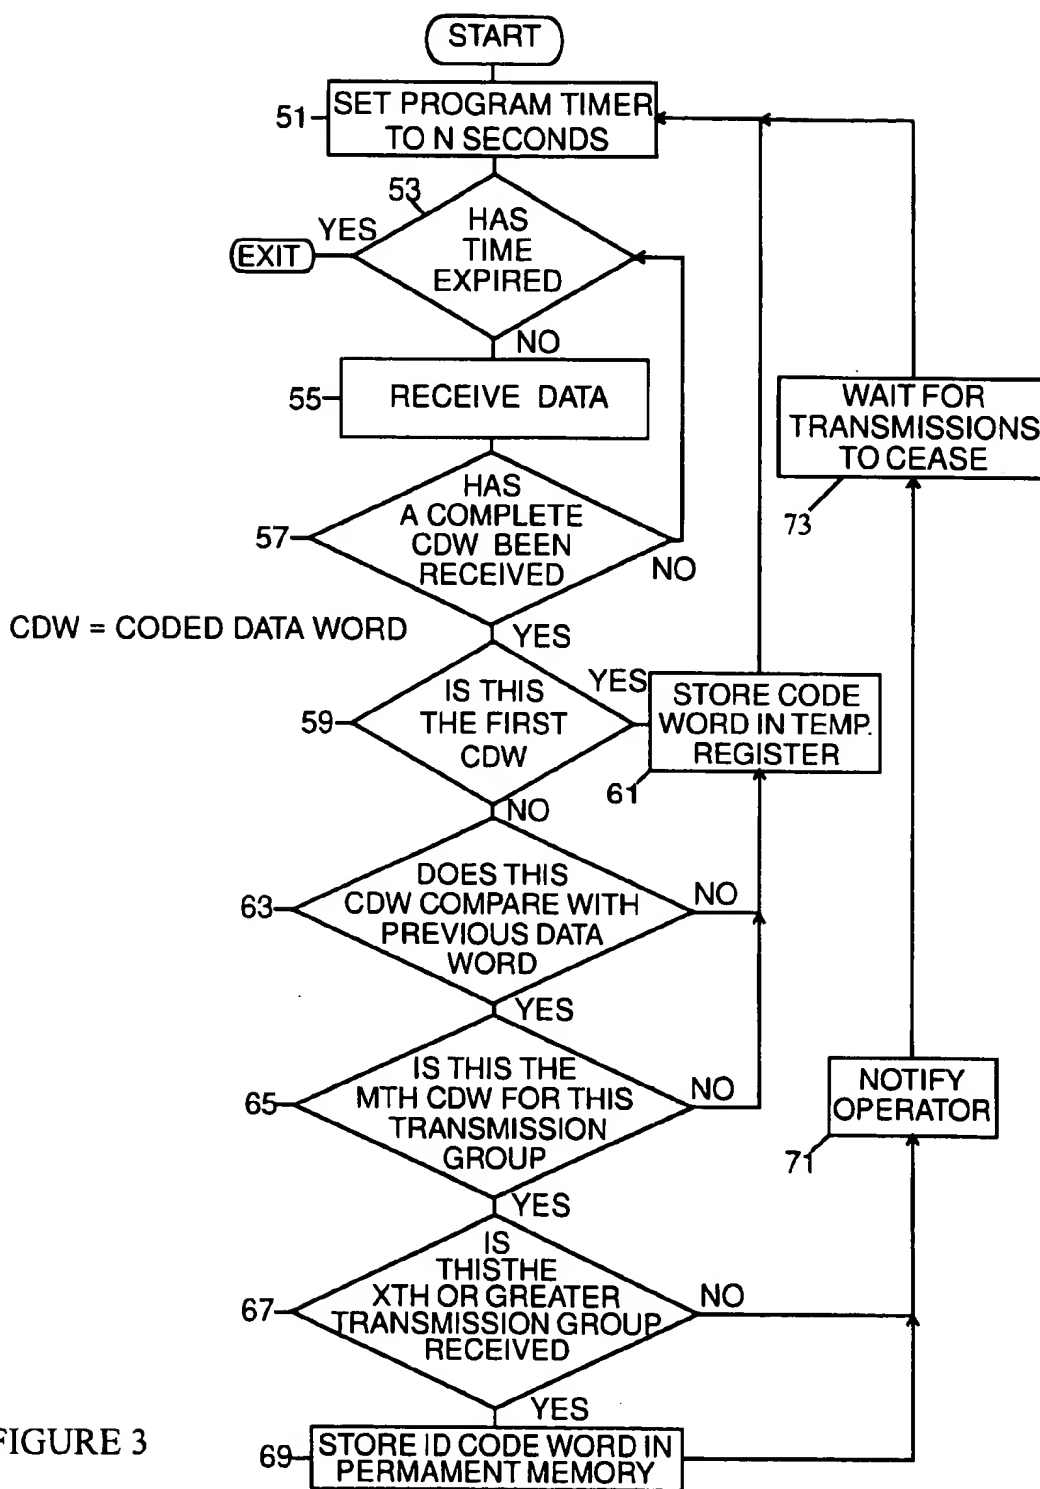 START
51
SET PROGRAM TIMER
TO N SECONDS
53
YES
HAS
TIME
EXPIRED
EXIT
NO
55
RECEIVE DATA
WAIT FOR
TRANSMISSIONS
TO CEASE
73
57
HAS
A COMPLETE
CDW BEEN
RECEIVED
NO
CDW = CODED DATA WORD
YES
59
IS THIS
THE FIRST
CDW
YES
STORE CODE
WORD IN TEMP.
REGISTER
61
NO
63
DOES THIS
CDW COMPARE WITH
PREVIOUS DATA
WORD
NO
YES
65
IS THIS THE
MTH CDW FOR THIS
TRANSMISSION
GROUP
NO
NOTIFY
OPERATOR
71
YES
67
IS
THISTHE
XTH OR GREATER
TRANSMISSION GROUP
RECEIVED
NO
YES
FIGURE 3
69
STORE ID CODE WORD IN
PERMAMENT MEMORY